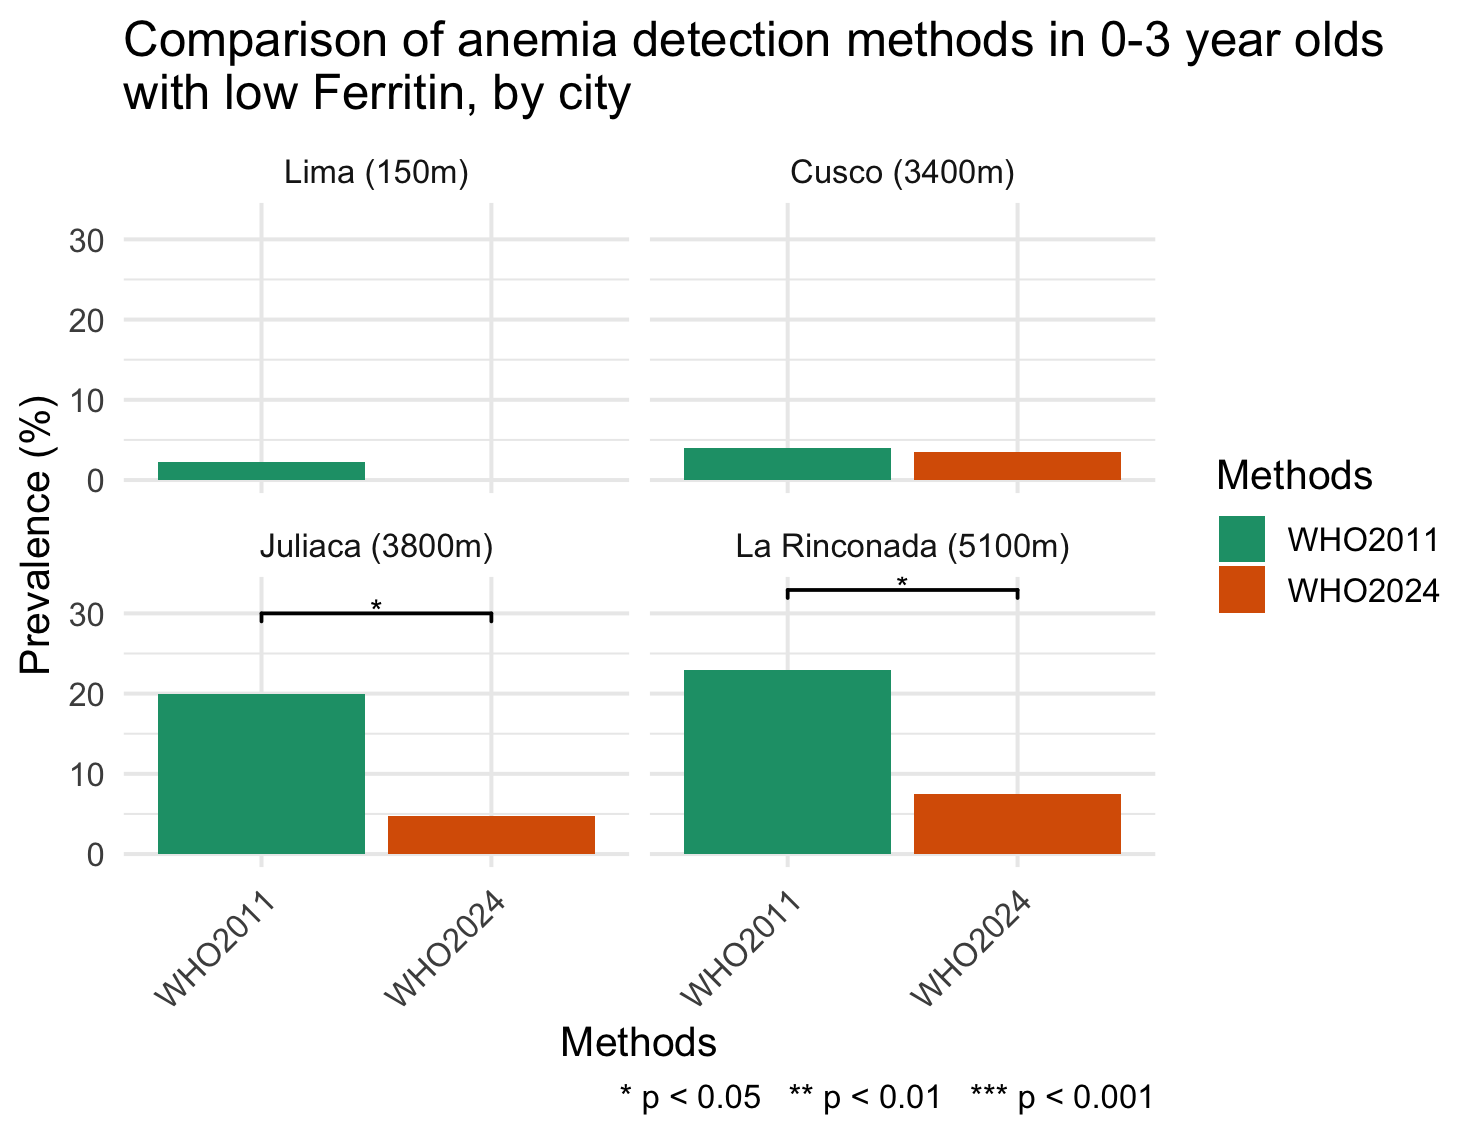 Comparison of anemia detection methods in 0-3 year olds
with low Ferritin, by city
Lima (150m)
Cusco (3400m)
30
20
10
0
Juliaca (3800m)
La Rinconada (5100m)
*
*
30
20
10
0
Prevalence (%)
WHO2011
WHO2024
WHO2011
WHO2024
Methods
* p < 0.05 ** p < 0.01 *** p < 0.001
Methods
WHO2011
WHO2024